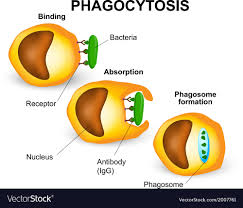 PHAGOCYTOSIS
Binding
Bacteria
Absorption
Receptor
Phagosome
formation
Nucleus
Antibody
(IgG)
Phagosome
VectorStock®
VectorStock.com/2007761